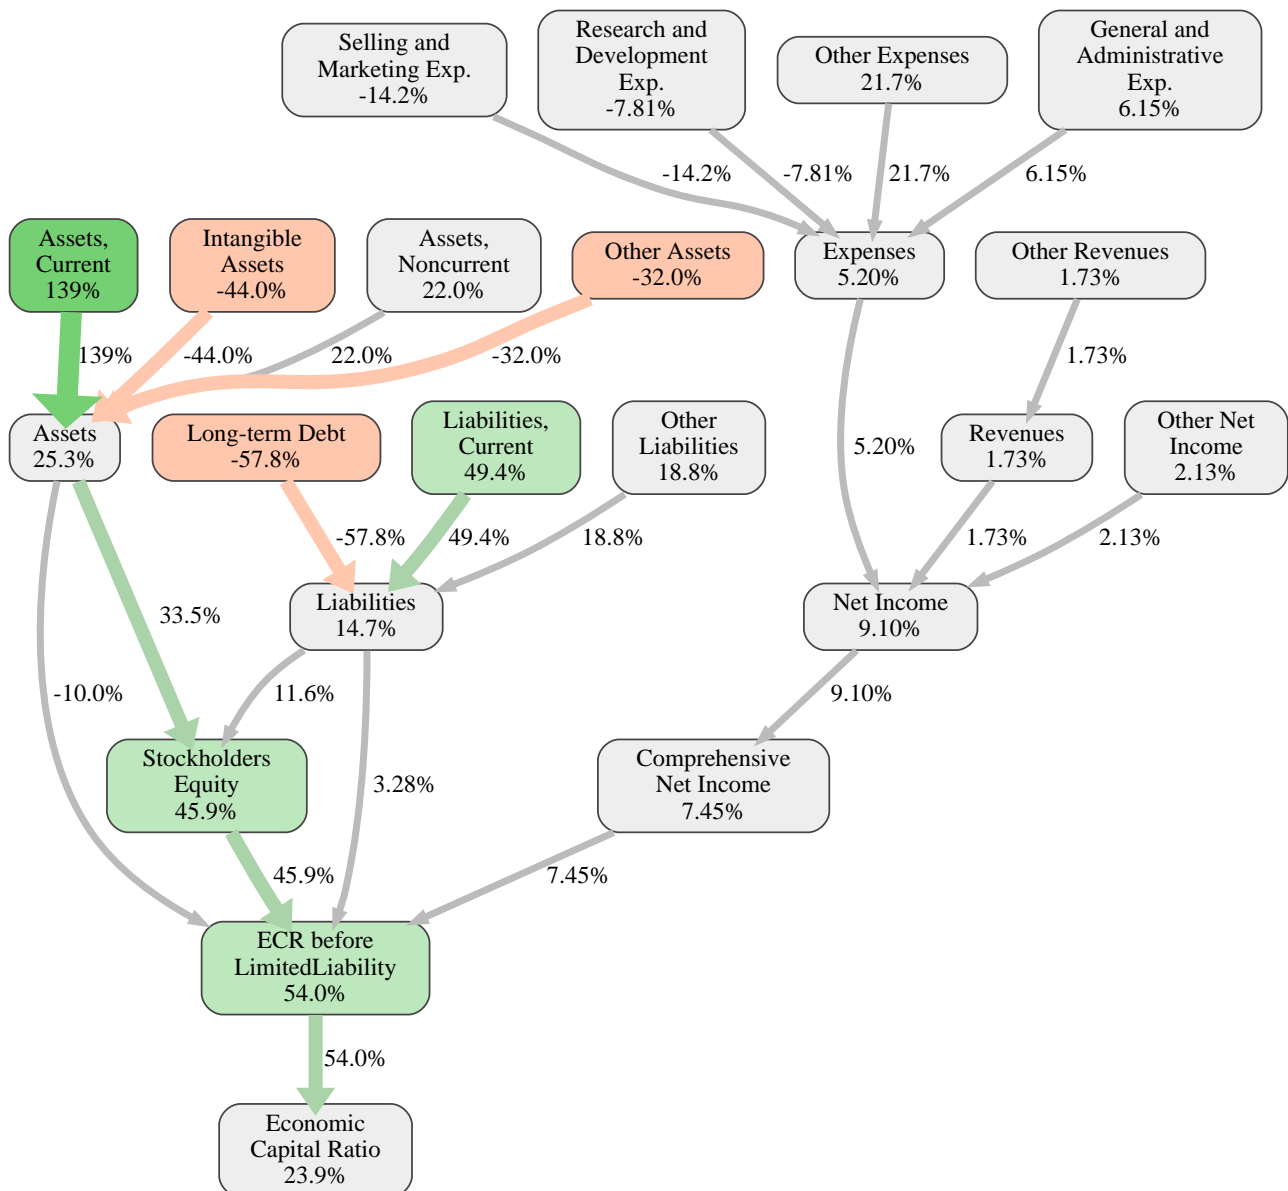 Selling and
Marketing Exp.
-14.2%
Research and
Development
Exp.
-7.81%
Other Expenses
21.7%
General and
Administrative
Exp.
6.15%
-14.2%
-7.81%
21.7%
6.15%
Assets,
Current
139%
Intangible
Assets
-44.0%
Assets,
Noncurrent
22.0%
Other Assets
-32.0%
Expenses
5.20%
Other Revenues
1.73%
139%
-44.0%
22.0%
-32.0%
1.73%
Assets
25.3%
Long-term Debt
-57.8%
Liabilities,
Current
49.4%
Other
Liabilities
18.8%
5.20%
Revenues
1.73%
Other Net
Income
2.13%
-57.8%
49.4%
18.8%
1.73%
2.13%
33.5%
Liabilities
14.7%
Net Income
9.10%
-10.0%
11.6%
9.10%
Stockholders
Equity
45.9%
3.28%
Comprehensive
Net Income
7.45%
45.9%
7.45%
ECR before
LimitedLiability
54.0%
54.0%
Economic
Capital Ratio
23.9%